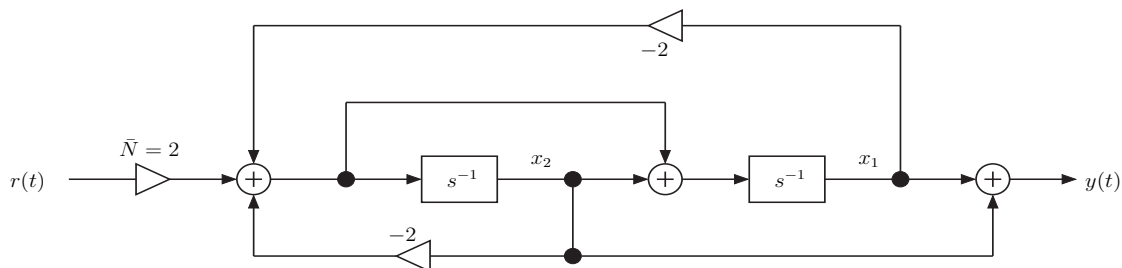 −2
N̄ = 2
r(t)
+
s⁻¹
x₂
+
s⁻¹
x₁
+
y(t)
−2